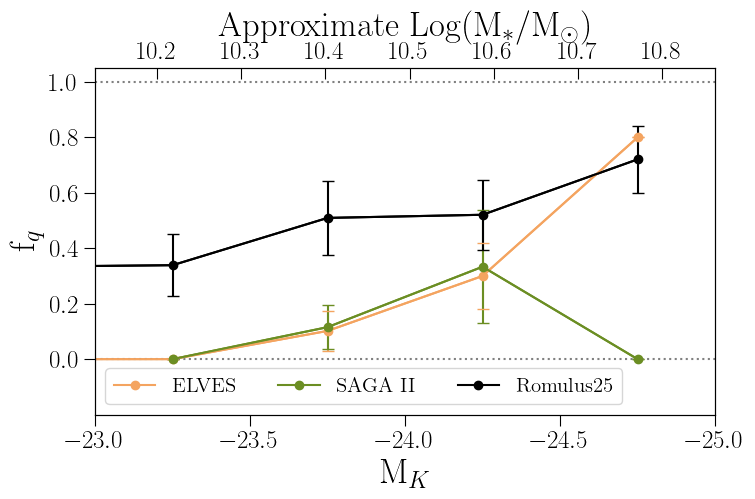 Approximate Log(M*/M⊙)
10.2 10.3 10.4 10.5 10.6 10.7 10.8
1.0
0.8
0.6
f_q
0.4
0.2
0.0
ELVES SAGA II Romulus25
−23.0 −23.5 −24.0 −24.5 −25.0
M_K